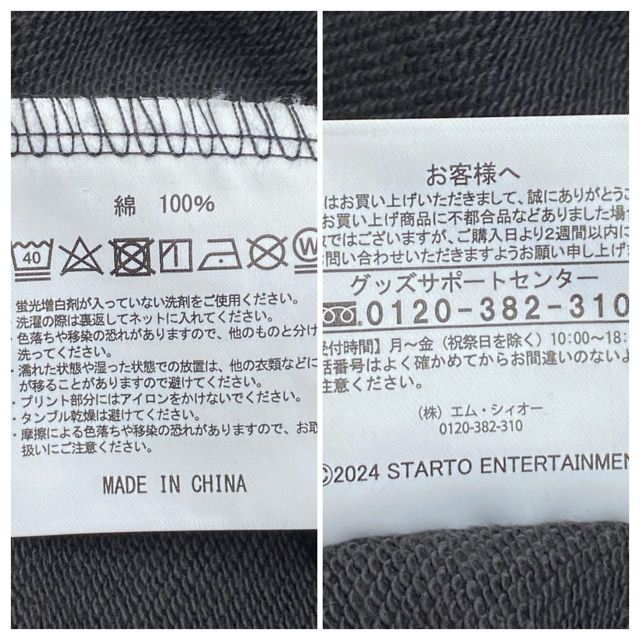 綿 100%
40
W
蛍光増白剤が入っていない洗剤をご使用ください。
洗濯の際は裏返してネットに入れてください。
・色落ちや移染の恐れがありますので、他のものと分け
洗ってください。
・濡れた状態や湿った状態での放置は、他の衣類などに
が移ることがありますので避けてください。
・プリント部分にはアイロンをかけないでください。
・タンブル乾燥は避けてください。
・摩擦による色落ちや移染の恐れがありますので、お取
扱いにご注意ください。
MADE IN CHINA
お客様へ
はお買い上げいただきまして、誠にありがとうご
お買い上げ商品に不都合品などありました場合
ではございますが、ご購入日より2週間以内に
問い合わせいただきますようお願い申し上げま
グッズサポートセンター
0120-382-310
受付時間】月～金（祝祭日を除く）10:00～18:
話番号はよく確かめてからお間違いのないよ
注意ください。
（株）エム・シィオー
0120-382-310
©2024 STARTO ENTERTAINMEN